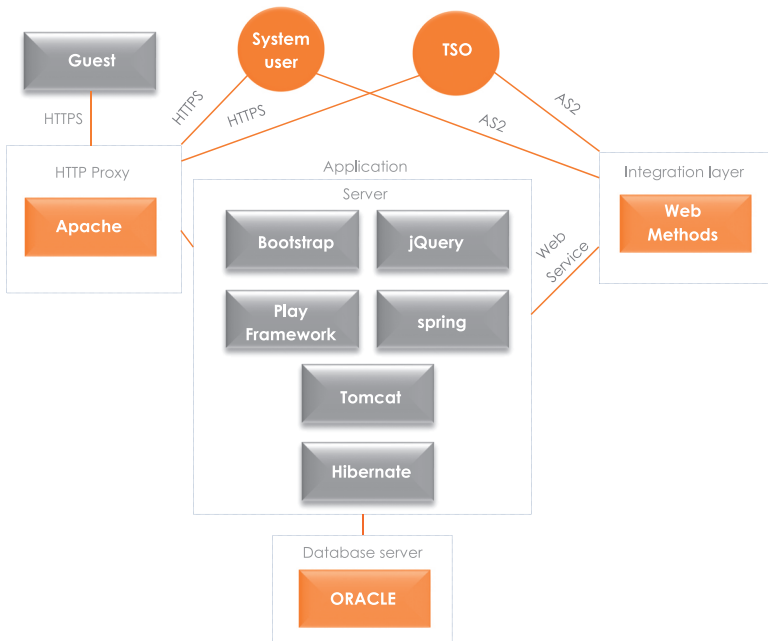 Guest
System
user
TSO
HTTPS
HTTPS
HTTPS
AS2
AS2
HTTP Proxy
Apache
Application
Server
Bootstrap
jQuery
Play
Framework
spring
Tomcat
Hibernate
Web
Service
Integration layer
Web
Methods
Database server
ORACLE